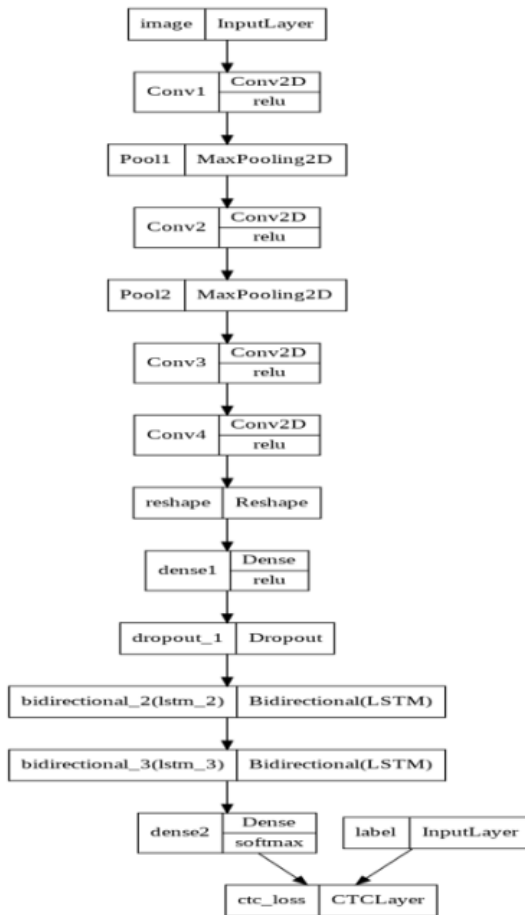 image InputLayer
Conv1 Conv2D
relu
Pool1 MaxPooling2D
Conv2 Conv2D
relu
Pool2 MaxPooling2D
Conv3 Conv2D
relu
Conv4 Conv2D
relu
reshape Reshape
dense1 Dense
relu
dropout_1 Dropout
bidirectional_2(lstm_2) Bidirectional(LSTM)
bidirectional_3(lstm_3) Bidirectional(LSTM)
dense2 Dense
softmax
label InputLayer
ctc_loss CTCLayer